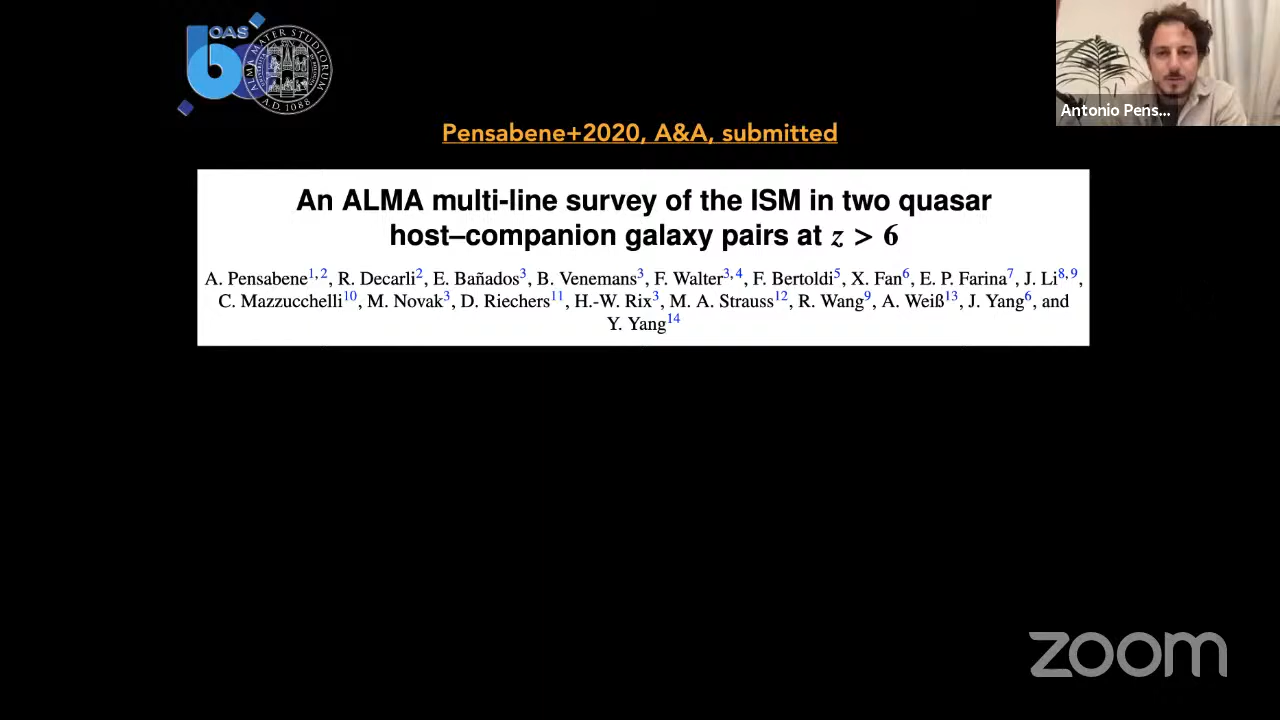 OAS
ALMA MATER STUDIORUM
A.D. 1088
Antonio Pens...
Pensabene+2020, A&A, submitted
An ALMA multi-line survey of the ISM in two quasar
host–companion galaxy pairs at z > 6
A. Pensabene1,2, R. Decarli2, E. Bañados3, B. Venemans3, F. Walter3,4, F. Bertoldi5, X. Fan6, E. P. Farina7, J. Li8,9,
C. Mazzucchelli10, M. Novak3, D. Riechers11, H.-W. Rix3, M. A. Strauss12, R. Wang9, A. Weiß13, J. Yang6, and
Y. Yang14
zoom